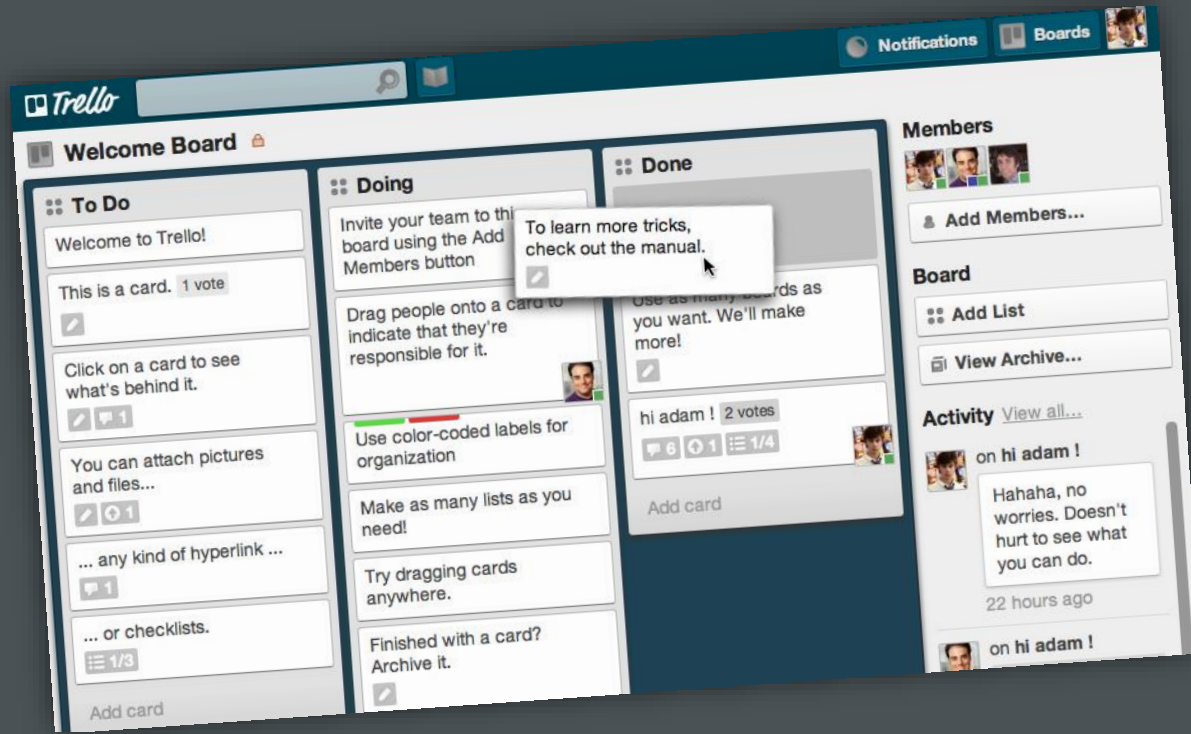 Trello
Notifications
Boards
Welcome Board
To Do
Welcome to Trello!
This is a card. 1 vote
Click on a card to see
what's behind it.
1
You can attach pictures
and files...
1
... any kind of hyperlink ...
1
... or checklists.
1/3
Add card
Doing
Invite your team to thi
board using the Add
Members button
Drag people onto a card to
indicate that they're
responsible for it.
Use color-coded labels for
organization
Make as many lists as you
need!
Try dragging cards
anywhere.
Finished with a card?
Archive it.
To learn more tricks,
check out the manual.
Done
Use as many boards as
you want. We'll make
more!
hi adam ! 2 votes
6 1 1/4
Add card
Members
Add Members...
Board
Add List
View Archive...
Activity View all...
on hi adam !
Hahaha, no
worries. Doesn't
hurt to see what
you can do.
22 hours ago
on hi adam !